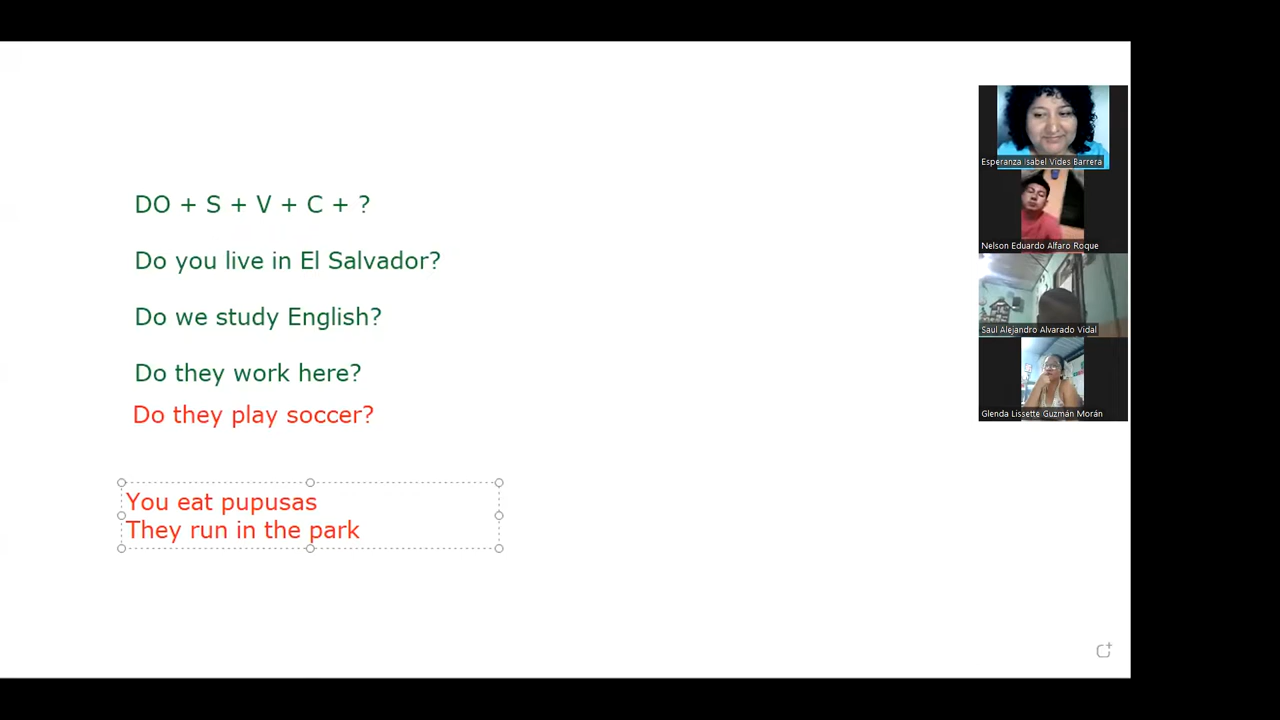 DO + S + V + C + ?
Do you live in El Salvador?
Do we study English?
Do they work here?
Do they play soccer?
You eat pupusas
They run in the park
Esperanza Isabel Vides Barrera
Nelson Eduardo Alfaro Roque
Saul Alejandro Alvarado Vidal
Glenda Lissette Guzmán Morán